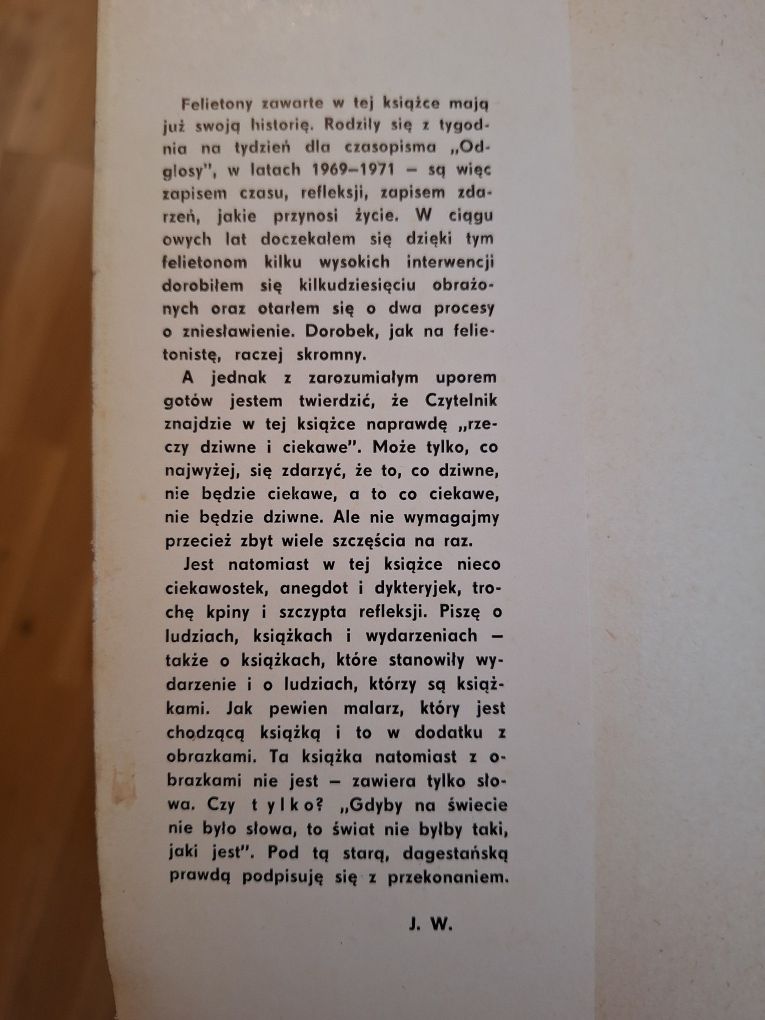 Felietony zawarte w tej książce mają
już swoją historię. Rodziły się z tygod-
nia na tydzień dla czasopisma „Od-
głosy”, w latach 1969–1971 – są więc
zapisem czasu, refleksji, zapisem zda-
rzeń, jakie przynosi życie. W ciągu
owych lat doczekałem się dzięki tym
felietonom kilku wysokich interwencji
dorobiłem się kilkudziesięciu obrażo-
nych oraz otarłem się o dwa procesy
o zniesławienie. Dorobek, jak na felie-
tonistę, raczej skromny.
A jednak z zarozumiałym uporem
gotów jestem twierdzić, że Czytelnik
znajdzie w tej książce naprawdę „rze-
czy dziwne i ciekawe”. Może tylko, co
najwyżej, się zdarzyć, że to, co dziwne,
nie będzie ciekawe, a to co ciekawe,
nie będzie dziwne. Ale nie wymagajmy
przecież zbyt wiele szczęścia na raz.
Jest natomiast w tej książce nieco
ciekawostek, anegdot i dykteryjek, tro-
chę kpiny i szczypta refleksji. Piszę o
ludziach, książkach i wydarzeniach –
także o książkach, które stanowiły wy-
darzenie i o ludziach, którzy są książ-
kami. Jak pewien malarz, który jest
chodzącą książką i to w dodatku z
obrazkami. Ta książka natomiast z o-
brazkami nie jest – zawiera tylko sło-
wa. Czy t y l k o? „Gdyby na świecie
nie było słowa, to świat nie byłby taki,
jaki jest”. Pod tą starą, dagestańską
prawdą podpisuję się z przekonaniem.
J. W.